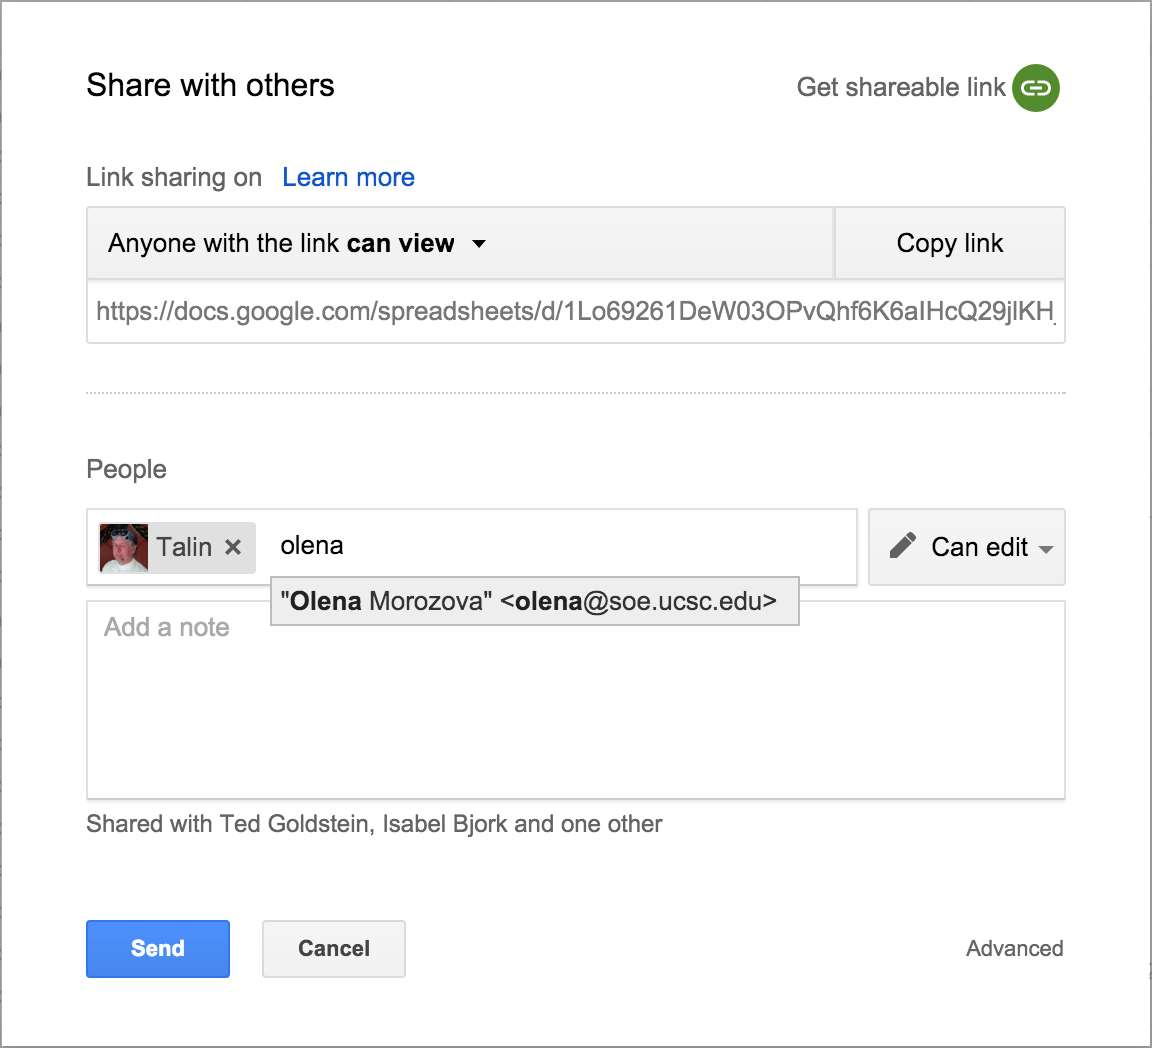 Share with others
Get shareable link
Link sharing on Learn more
Anyone with the link can view
Copy link
https://docs.google.com/spreadsheets/d/1Lo69261DeW03OPvQhf6K6aIHcQ29jlKH_
People
Talin × olena
Can edit
"Olena Morozova" <olena@soe.ucsc.edu>
Add a note
Shared with Ted Goldstein, Isabel Bjork and one other
Send
Cancel
Advanced